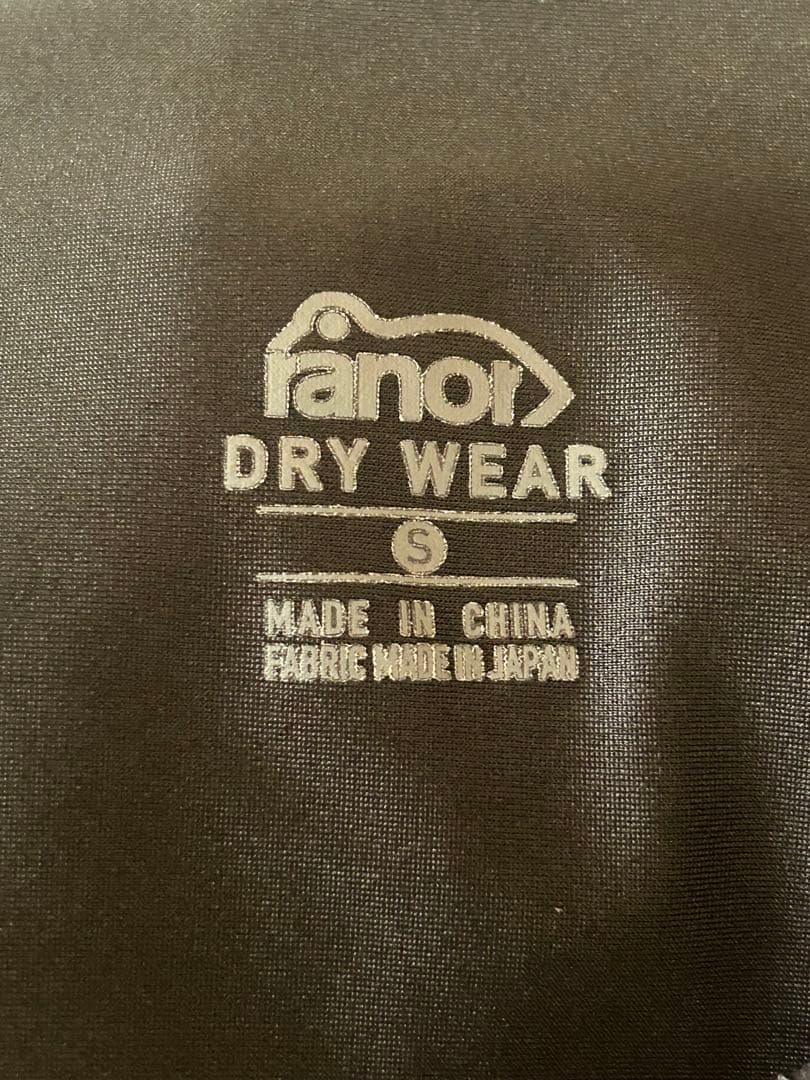 ranor
DRY WEAR
S
MADE IN CHINA
FABRIC MADE IN JAPAN